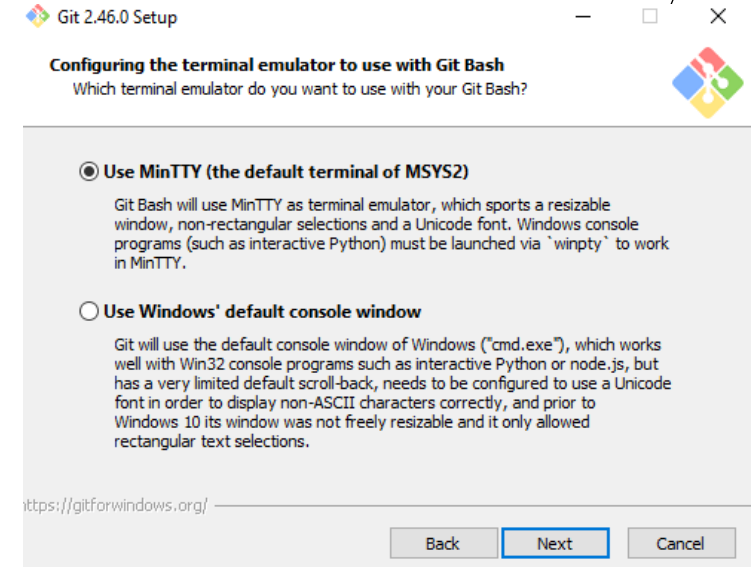 Git 2.46.0 Setup
Configuring the terminal emulator to use with Git Bash
Which terminal emulator do you want to use with your Git Bash?
Use MinTTY (the default terminal of MSYS2)
Git Bash will use MinTTY as terminal emulator, which sports a resizable
window, non-rectangular selections and a Unicode font. Windows console
programs (such as interactive Python) must be launched via `winpty` to work
in MinTTY.
Use Windows' default console window
Git will use the default console window of Windows ("cmd.exe"), which works
well with Win32 console programs such as interactive Python or node.js, but
has a very limited default scroll-back, needs to be configured to use a Unicode
font in order to display non-ASCII characters correctly, and prior to
Windows 10 its window was not freely resizable and it only allowed
rectangular text selections.
https://gitforwindows.org/
Back
Next
Cancel